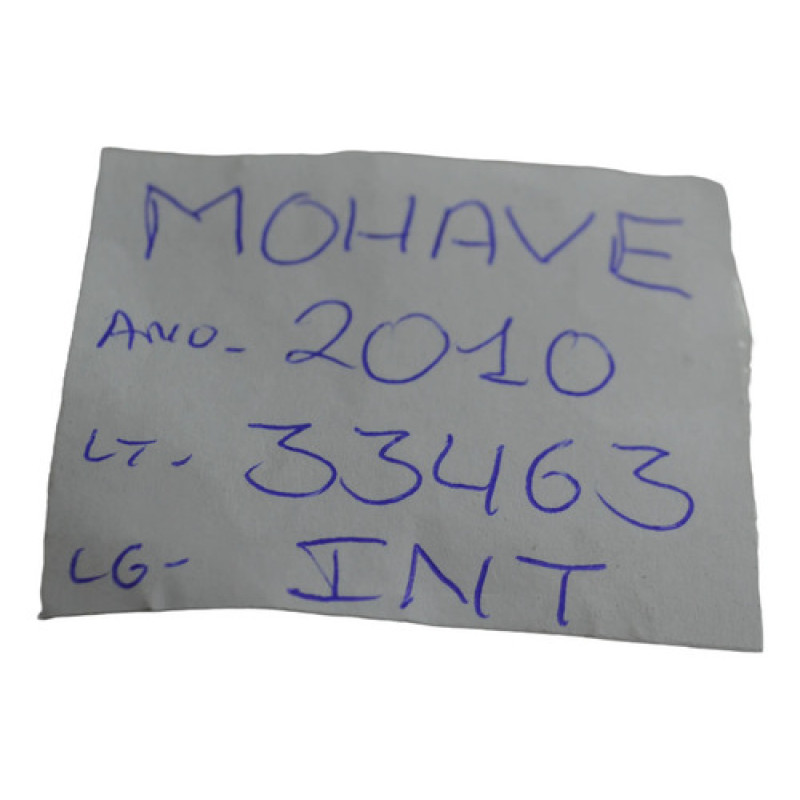 MOHAVE
ANO- 2010
LT- 33463
LG- INT